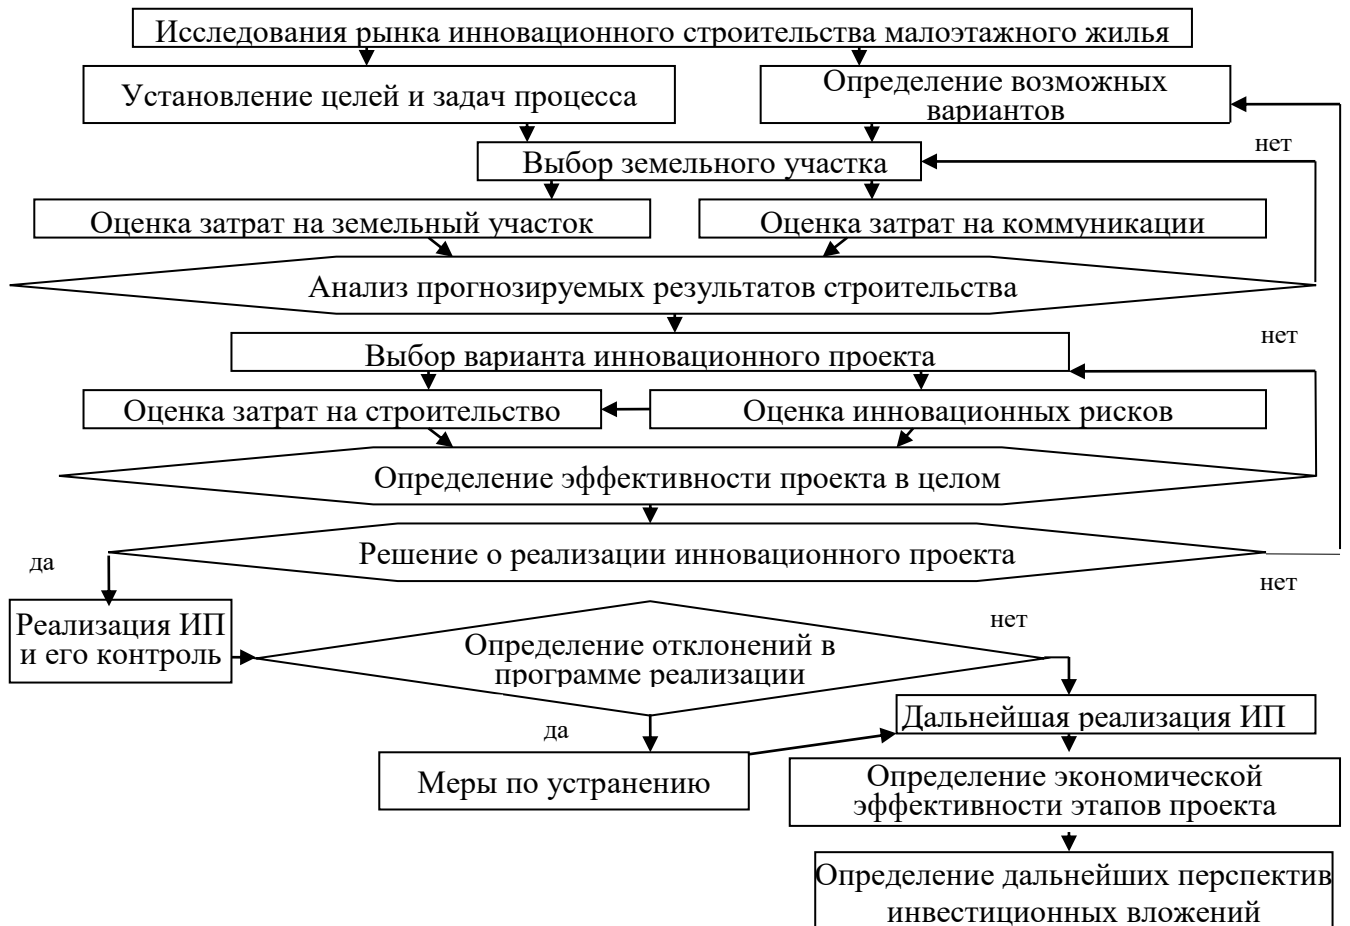 Исследования рынка инновационного строительства малоэтажного жилья
Установление целей и задач процесса
Определение возможных
вариантов
нет
Выбор земельного участка
Оценка затрат на земельный участок
Оценка затрат на коммуникации
Анализ прогнозируемых результатов строительства
нет
Выбор варианта инновационного проекта
Оценка затрат на строительство
Оценка инновационных рисков
Определение эффективности проекта в целом
Решение о реализации инновационного проекта
да
нет
Реализация ИП
и его контроль
нет
Определение отклонений в
программе реализации
Дальнейшая реализация ИП
да
Меры по устранению
Определение экономической
эффективности этапов проекта
Определение дальнейших перспектив
инвестиционных вложений